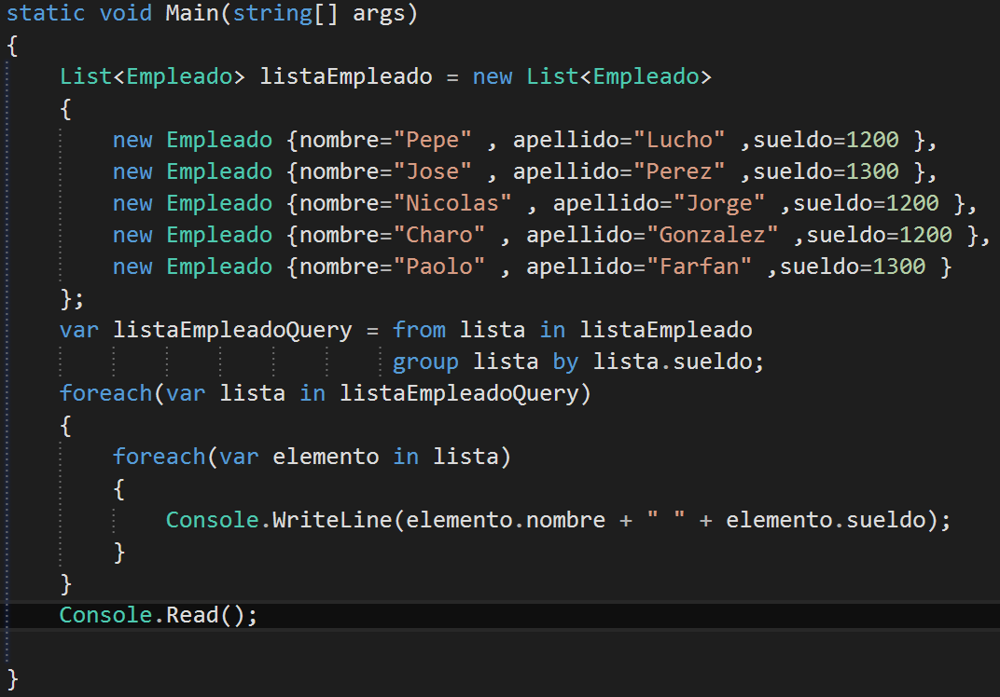 static void Main(string[] args)
{
    List<Empleado> listaEmpleado = new List<Empleado>
    {
        new Empleado {nombre="Pepe" , apellido="Lucho" ,sueldo=1200 },
        new Empleado {nombre="Jose" , apellido="Perez" ,sueldo=1300 },
        new Empleado {nombre="Nicolas" , apellido="Jorge" ,sueldo=1200 },
        new Empleado {nombre="Charo" , apellido="Gonzalez" ,sueldo=1200 },
        new Empleado {nombre="Paolo" , apellido="Farfan" ,sueldo=1300 }
    };
    var listaEmpleadoQuery = from lista in listaEmpleado
                             group lista by lista.sueldo;
    foreach(var lista in listaEmpleadoQuery)
    {
        foreach(var elemento in lista)
        {
            Console.WriteLine(elemento.nombre + " " + elemento.sueldo);
        }
    }
    Console.Read();
}